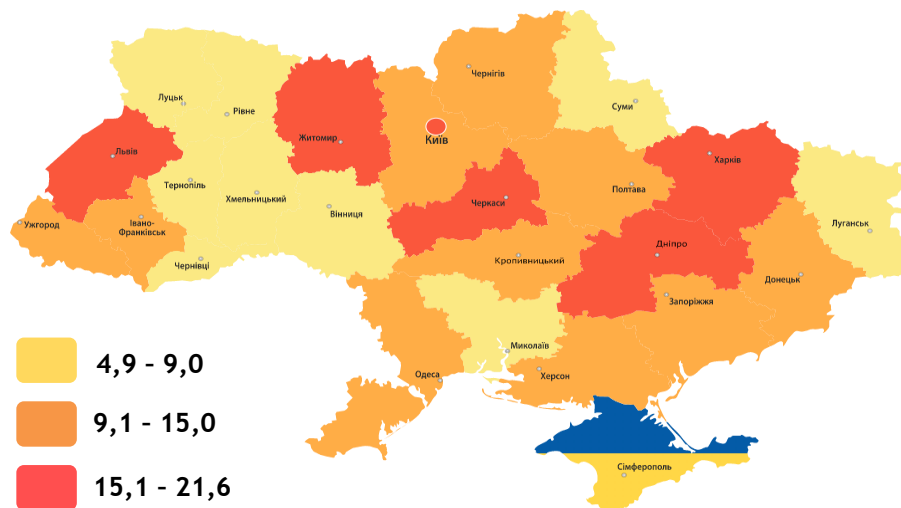 Чернігів
Луцьк
Рівне
Суми
Житомир
Київ
Львів
Харків
Тернопіль
Хмельницький
Черкаси
Полтава
Вінниця
Ужгород
Івано-
Франківськ
Луганськ
Дніпро
Чернівці
Кропивницький
Донецьк
Запоріжжя
Миколаїв
Одеса
Херсон
Сімферополь
4,9 - 9,0
9,1 - 15,0
15,1 - 21,6